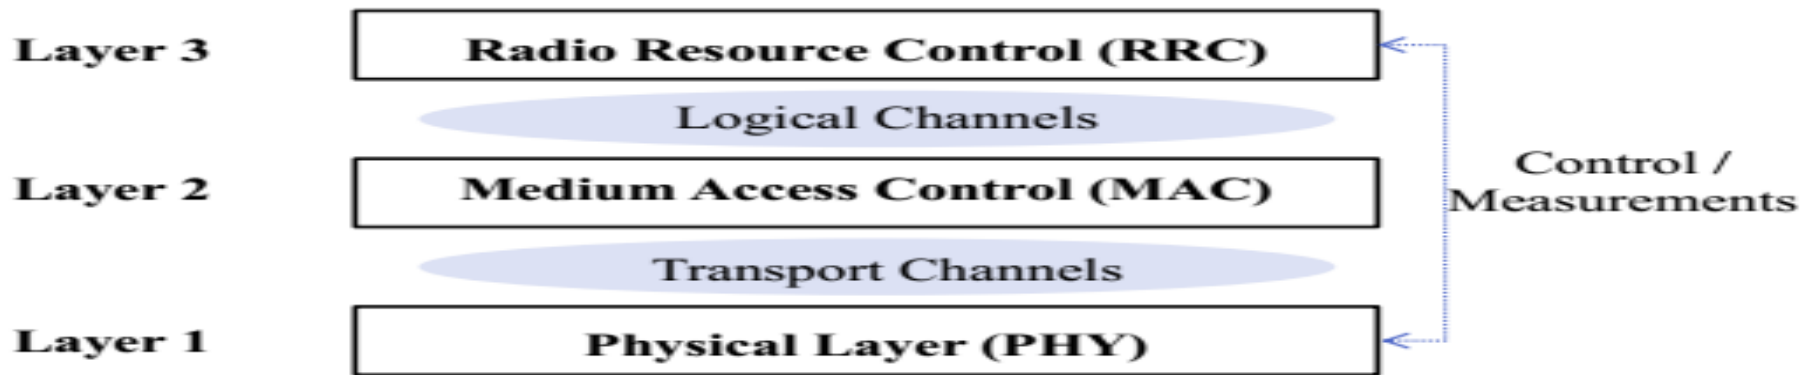 Layer 3
Radio Resource Control (RRC)
Logical Channels
Layer 2
Medium Access Control (MAC)
Control /
Measurements
Transport Channels
Layer 1
Physical Layer (PHY)